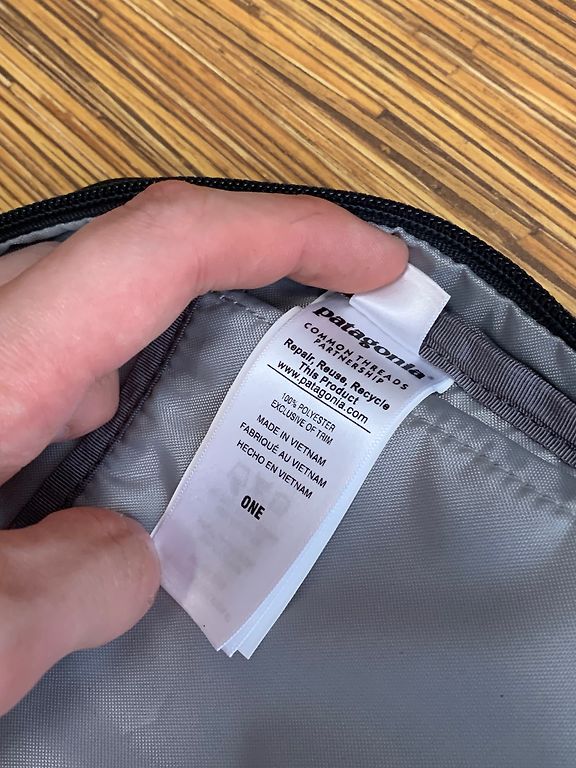 patagonia
COMMON THREADS
PARTNERSHIP
Repair, Reuse, Recycle
This Product
www.patagonia.com
100% POLYESTER
EXCLUSIVE OF TRIM
MADE IN VIETNAM
FABRIQUÉ AU VIETNAM
HECHO EN VIETNAM
ONE